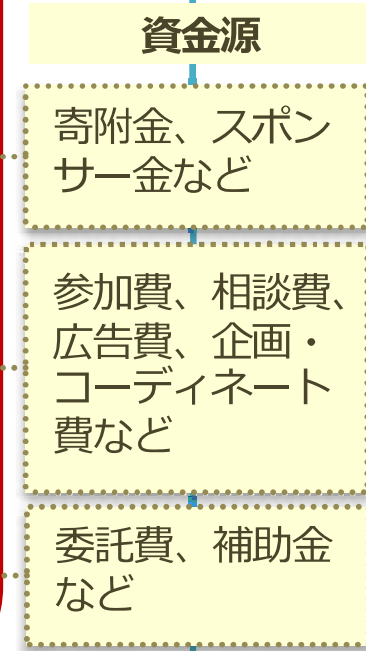 資金源
寄附金、スポン
サー金など
参加費、相談費、
広告費、企画・
コーディネート
費など
委託費、補助金
など